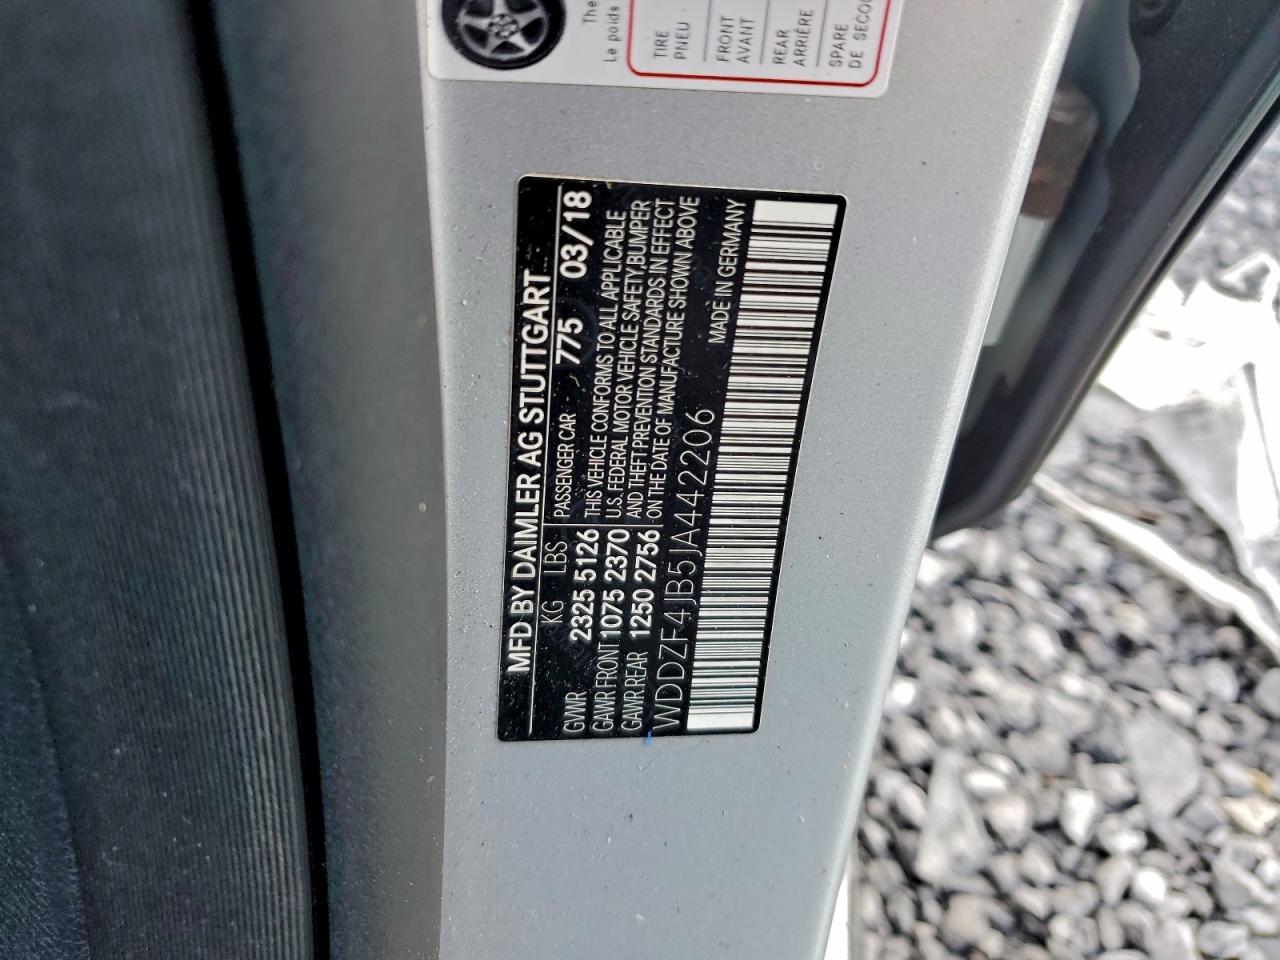 The
Le poids
TIRE
PNEU
FRONT
AVANT
REAR
ARRIÈRE
SPARE
DE SECOU
MFD BY DAIMLER AG STUTTGART
KG LBS PASSENGER CAR 775 03/18
GVWR 2325 5126
GAWR FRONT 1075 2370
GAWR REAR 1250 2756
THIS VEHICLE CONFORMS TO ALL APPLICABLE
U.S. FEDERAL MOTOR VEHICLE SAFETY,BUMPER
AND THEFT PREVENTION STANDARDS IN EFFECT
ON THE DATE OF MANUFACTURE SHOWN ABOVE
WDDZF4JB5JA442206 MADE IN GERMANY